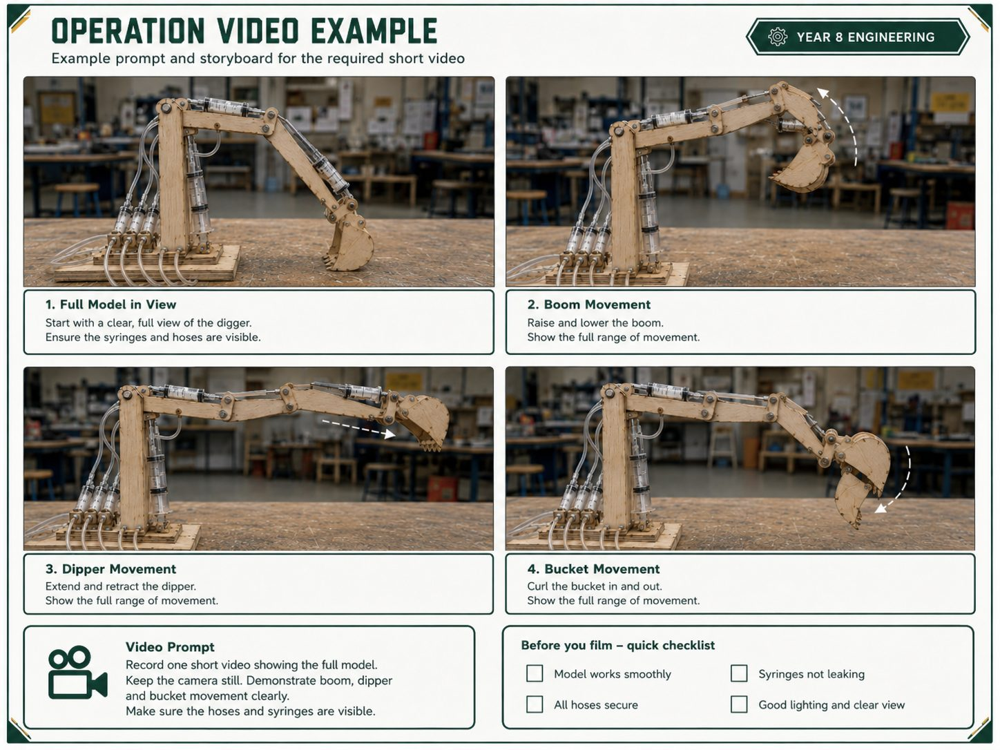 OPERATION VIDEO EXAMPLE
Example prompt and storyboard for the required short video
YEAR 8 ENGINEERING
1. Full Model in View
Start with a clear, full view of the digger.
Ensure the syringes and hoses are visible.
2. Boom Movement
Raise and lower the boom.
Show the full range of movement.
3. Dipper Movement
Extend and retract the dipper.
Show the full range of movement.
4. Bucket Movement
Curl the bucket in and out.
Show the full range of movement.
Video Prompt
Record one short video showing the full model.
Keep the camera still. Demonstrate boom, dipper
and bucket movement clearly.
Make sure the hoses and syringes are visible.
Before you film – quick checklist
Model works smoothly
Syringes not leaking
All hoses secure
Good lighting and clear view